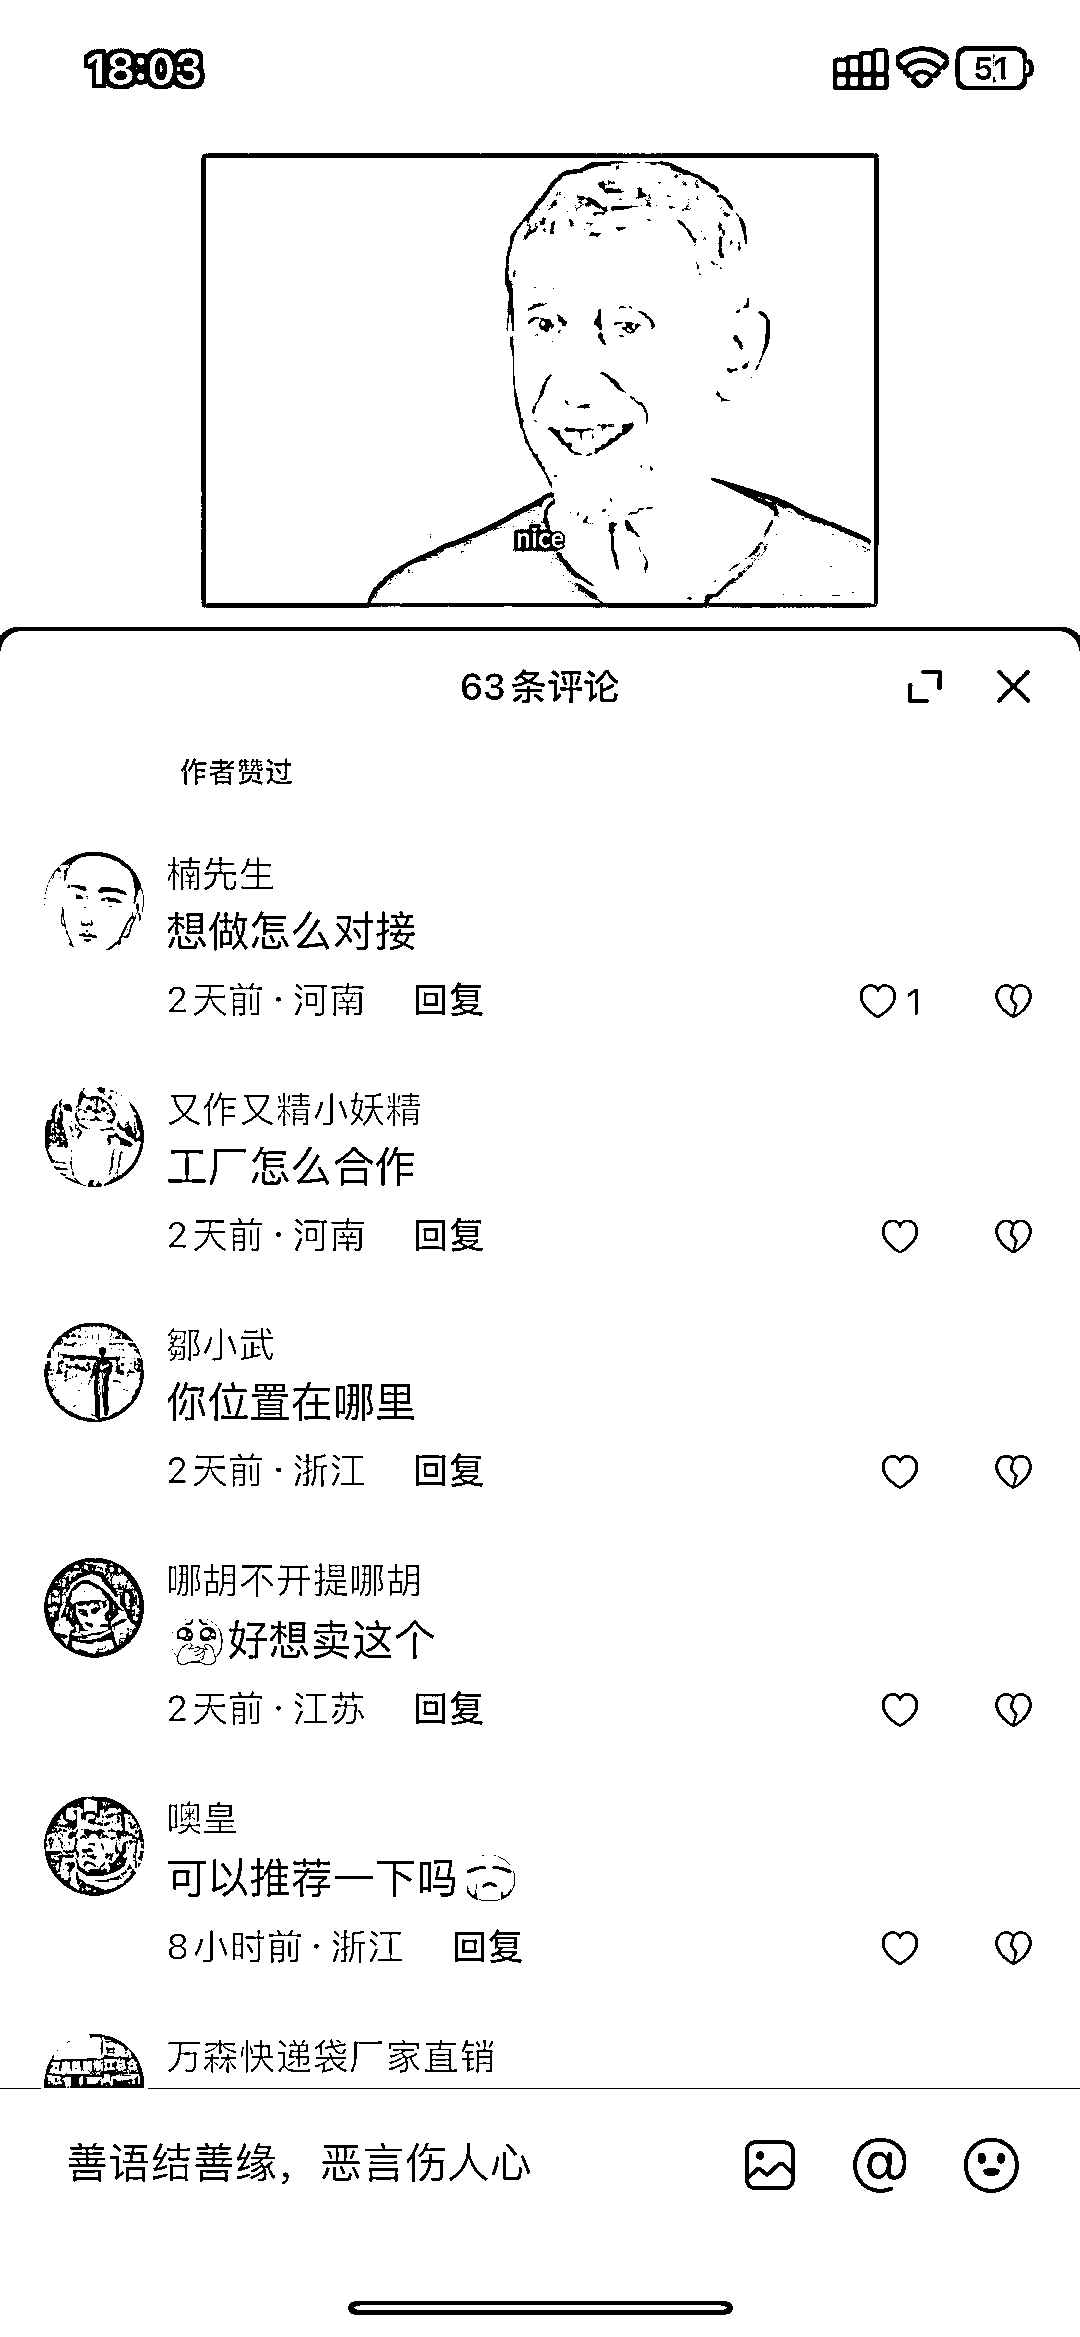 18:03
51
nice
63条评论
作者赞过
楠先生
想做怎么对接
2天前·河南 回复
1
又作又精小妖精
工厂怎么合作
2天前·河南 回复
邹小武
你位置在哪里
2天前·浙江 回复
哪胡不开提哪胡
好想卖这个
2天前·江苏 回复
噢皇
可以推荐一下吗
8小时前·浙江 回复
万森快递袋厂家直销
善语结善缘，恶言伤人心